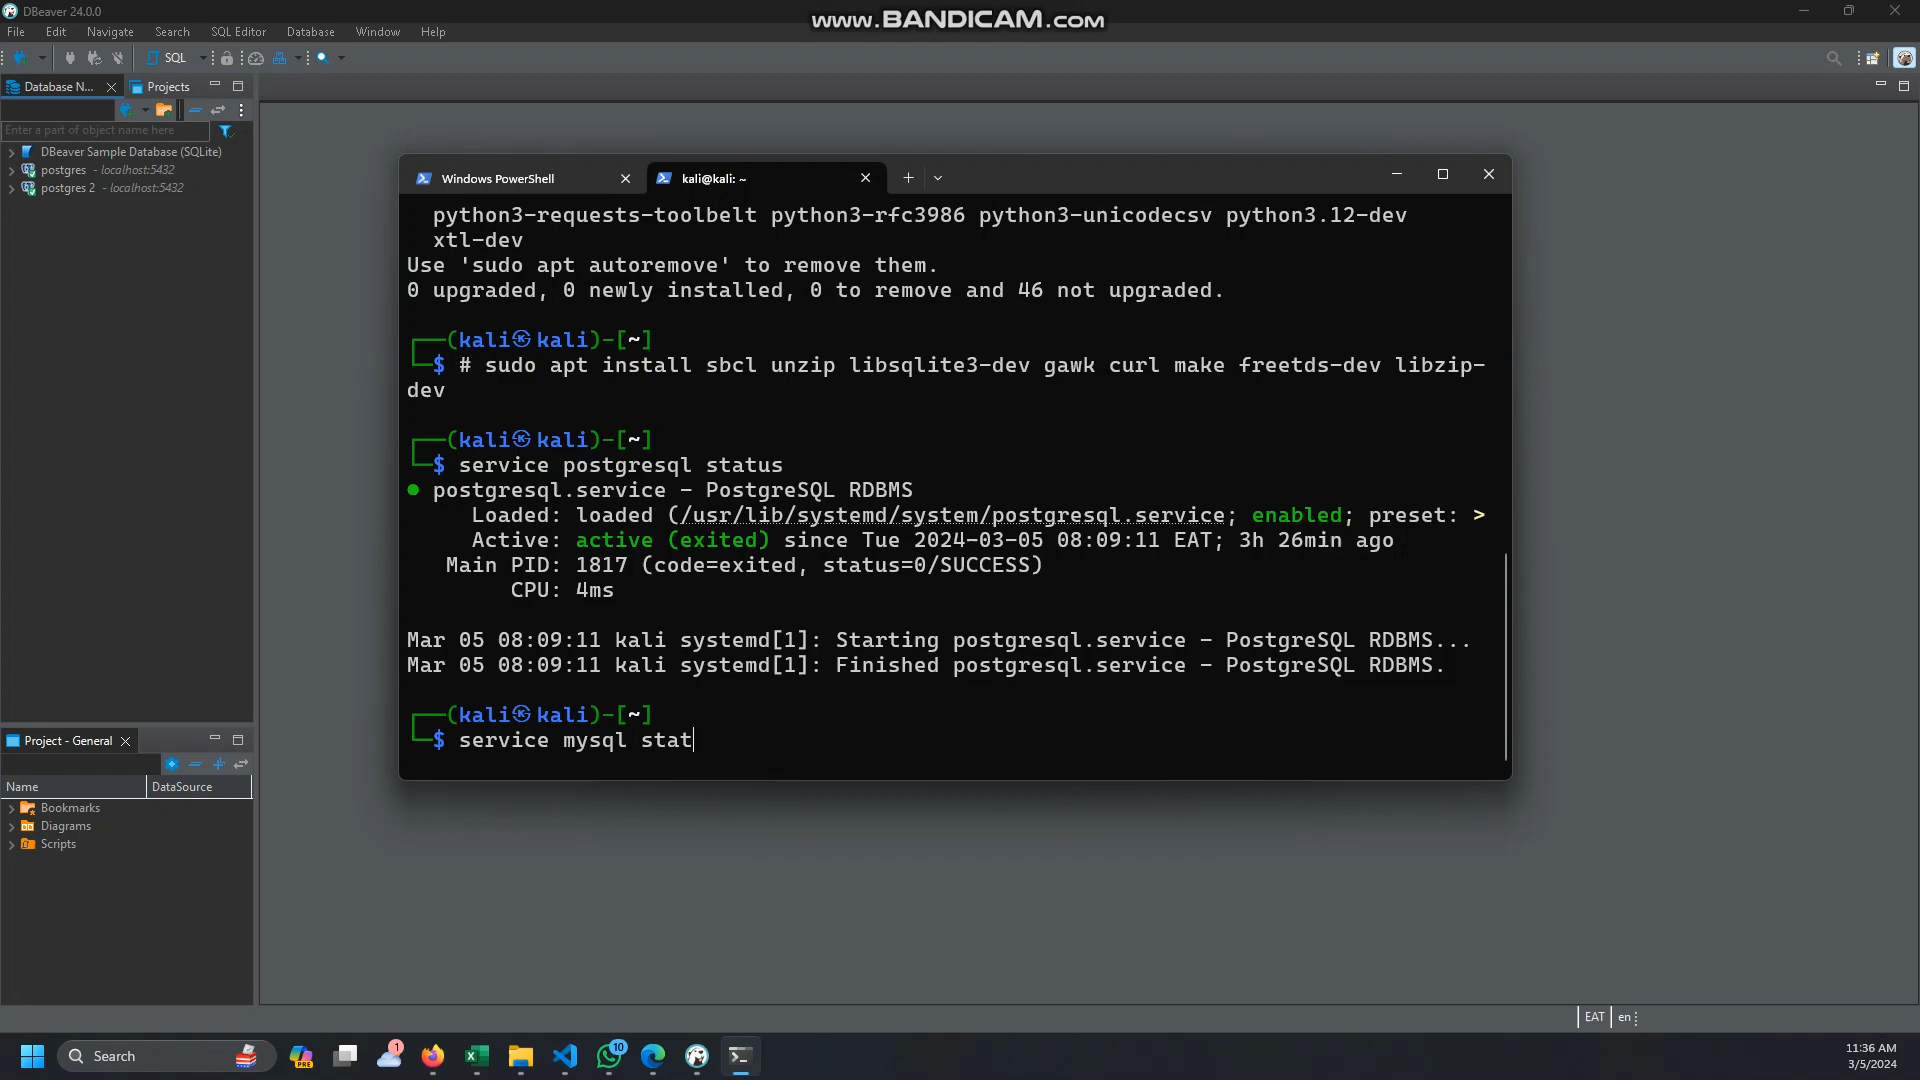 DBeaver 24.0.0
www.BANDICAM.com
File Edit Navigate Search SQL Editor Database Window Help
SQL
Database N... Projects
Enter a part of object name here
DBeaver Sample Database (SQLite)
postgres - localhost:5432
postgres 2 - localhost:5432
Windows PowerShell
kali@kali: ~
python3-requests-toolbelt python3-rfc3986 python3-unicodecsv python3.12-dev
xtl-dev
Use 'sudo apt autoremove' to remove them.
0 upgraded, 0 newly installed, 0 to remove and 46 not upgraded.
┌──(kali㉿kali)-[~]
└─$ # sudo apt install sbcl unzip libsqlite3-dev gawk curl make freetds-dev libzip-
dev
┌──(kali㉿kali)-[~]
└─$ service postgresql status
● postgresql.service - PostgreSQL RDBMS
Loaded: loaded (/usr/lib/systemd/system/postgresql.service; enabled; preset: >
Active: active (exited) since Tue 2024-03-05 08:09:11 EAT; 3h 26min ago
Main PID: 1817 (code=exited, status=0/SUCCESS)
CPU: 4ms
Mar 05 08:09:11 kali systemd[1]: Starting postgresql.service - PostgreSQL RDBMS...
Mar 05 08:09:11 kali systemd[1]: Finished postgresql.service - PostgreSQL RDBMS.
┌──(kali㉿kali)-[~]
└─$ service mysql stat
Project - General
Name DataSource
Bookmarks
Diagrams
Scripts
EAT en
Search
PRE
1
10
11:36 AM
3/5/2024